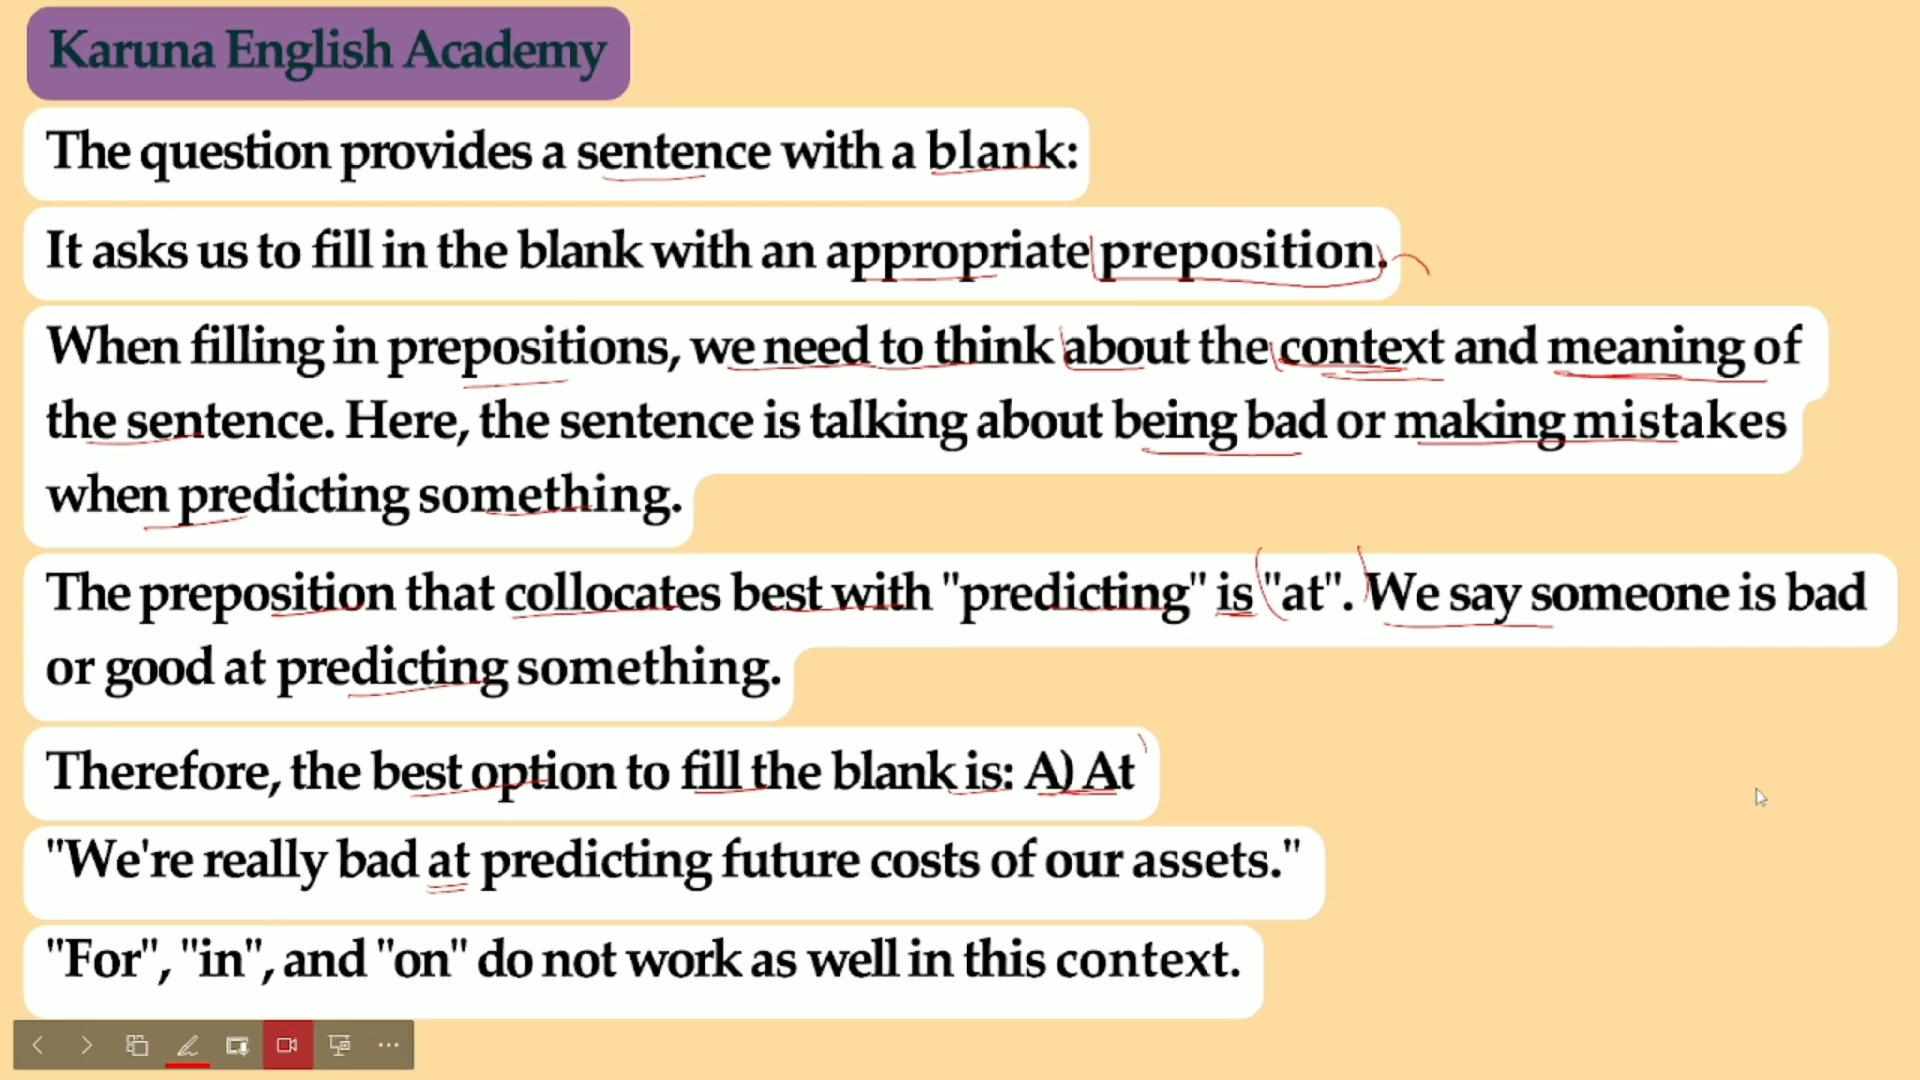 Karuna English Academy
The question provides a sentence with a blank:
It asks us to fill in the blank with an appropriate preposition.
When filling in prepositions, we need to think about the context and meaning of
the sentence. Here, the sentence is talking about being bad or making mistakes
when predicting something.
The preposition that collocates best with "predicting" is "at". We say someone is bad
or good at predicting something.
Therefore, the best option to fill the blank is: A) At
"We're really bad at predicting future costs of our assets."
"For", "in", and "on" do not work as well in this context.